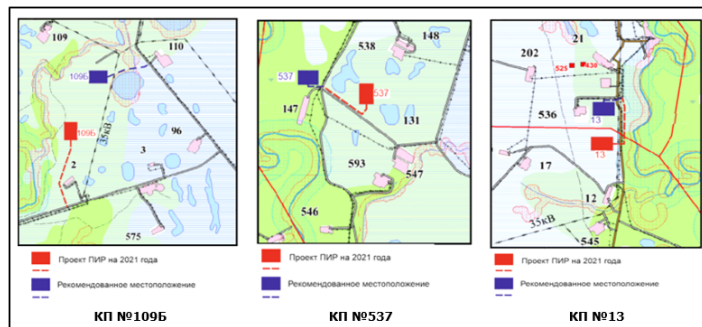 109
110
109Б
109Б
35кВ
96
2
3
575
Проект ПИР на 2021 года
Рекомендованное местоположение
КП №109Б
538
148
537
537
147
131
593
547
546
Проект ПИР на 2021 года
Рекомендованное местоположение
КП №537
21
202
525
436
13
536
13
17
12
35кВ
545
Проект ПИР на 2021 года
Рекомендованное местоположение
КП №13